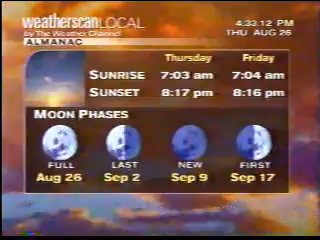 weatherscan LOCAL 4:33:12 PM
by The Weather Channel THU AUG 26
ALMANAC
Thursday Friday
SUNRISE 7:03 am 7:04 am
SUNSET 8:17 pm 8:16 pm
MOON PHASES
FULL LAST NEW FIRST
Aug 26 Sep 2 Sep 9 Sep 17